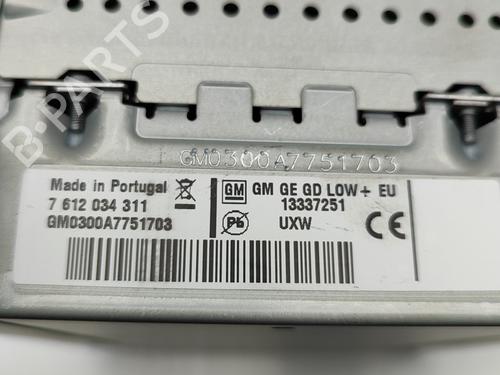 B-PARTS
GM0300A7751703
Made in Portugal
7 612 034 311
GM0300A7751703
GM GM GE GD LOW+ EU
13337251
Pb UXW
CE